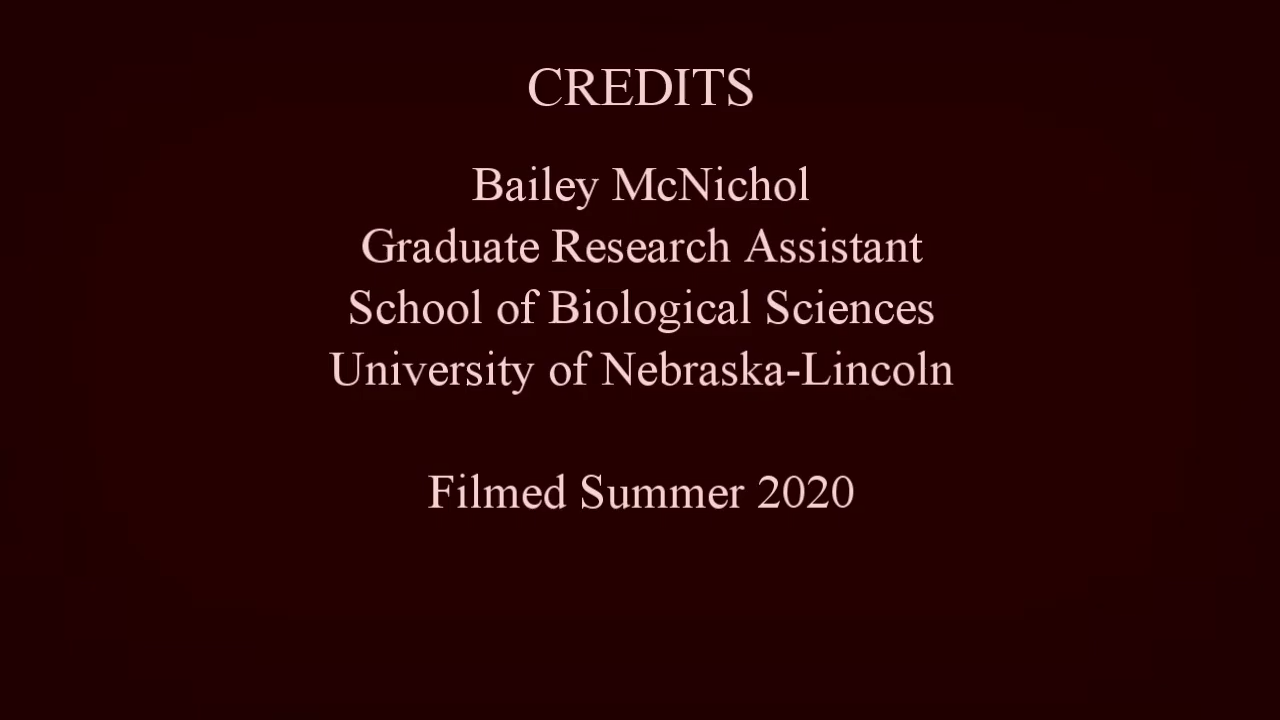 CREDITS
Bailey McNichol
Graduate Research Assistant
School of Biological Sciences
University of Nebraska-Lincoln
Filmed Summer 2020